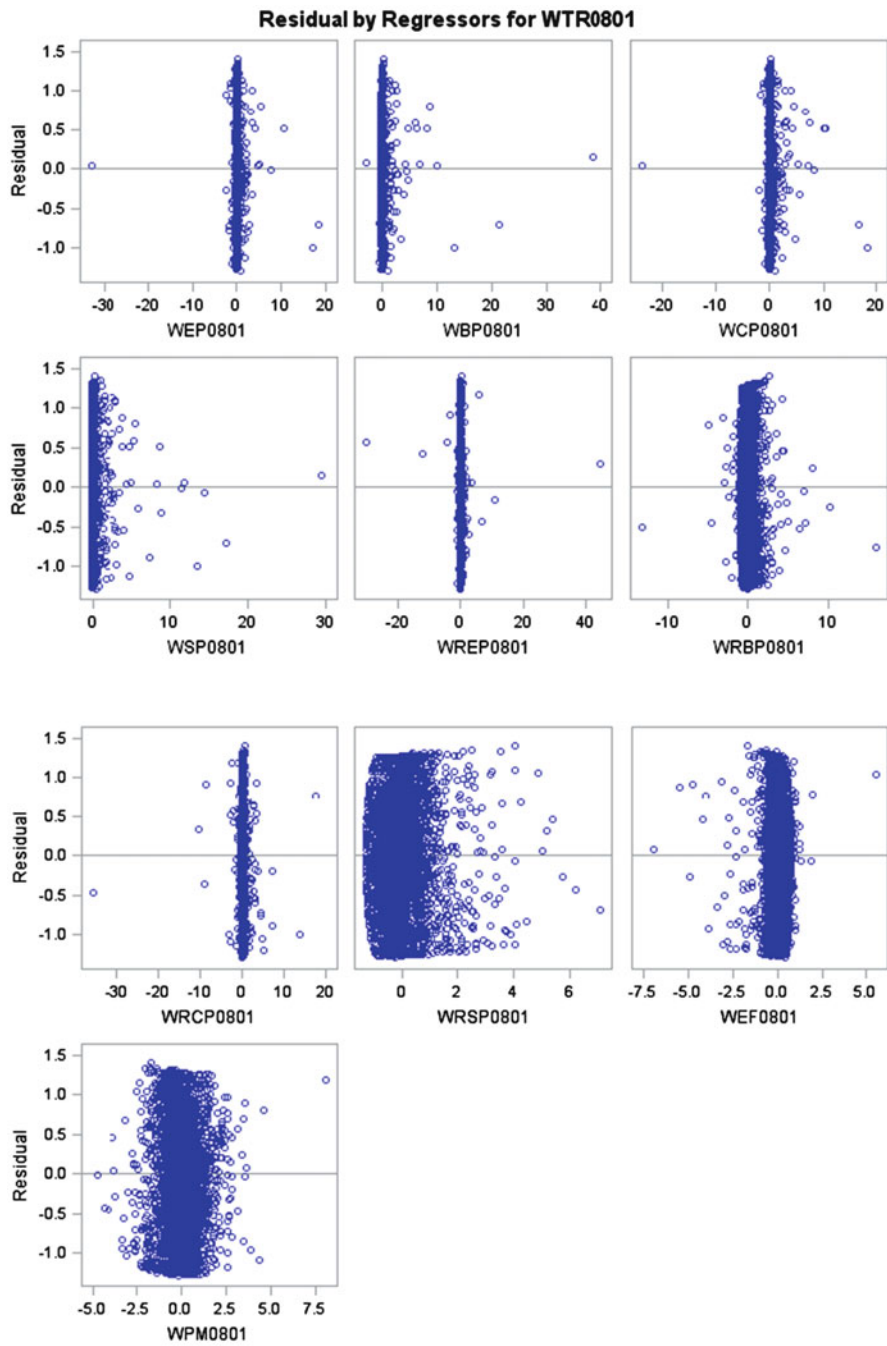 Residual by Regressors for WTR0801
1.5
1.0
0.5
0.0
-0.5
-1.0
Residual
-30 -20 -10 0 10 20
WEP0801
0 10 20 30 40
WBP0801
-20 -10 0 10 20
WCP0801
1.5
1.0
0.5
0.0
-0.5
-1.0
Residual
0 10 20 30
WSP0801
-20 0 20 40
WREP0801
-10 0 10
WRBP0801
1.5
1.0
0.5
0.0
-0.5
-1.0
Residual
-30 -20 -10 0 10 20
WRCP0801
0 2 4 6
WRSP0801
-7.5 -5.0 -2.5 0.0 2.5 5.0
WEF0801
1.5
1.0
0.5
0.0
-0.5
-1.0
Residual
-5.0 -2.5 0.0 2.5 5.0 7.5
WPM0801